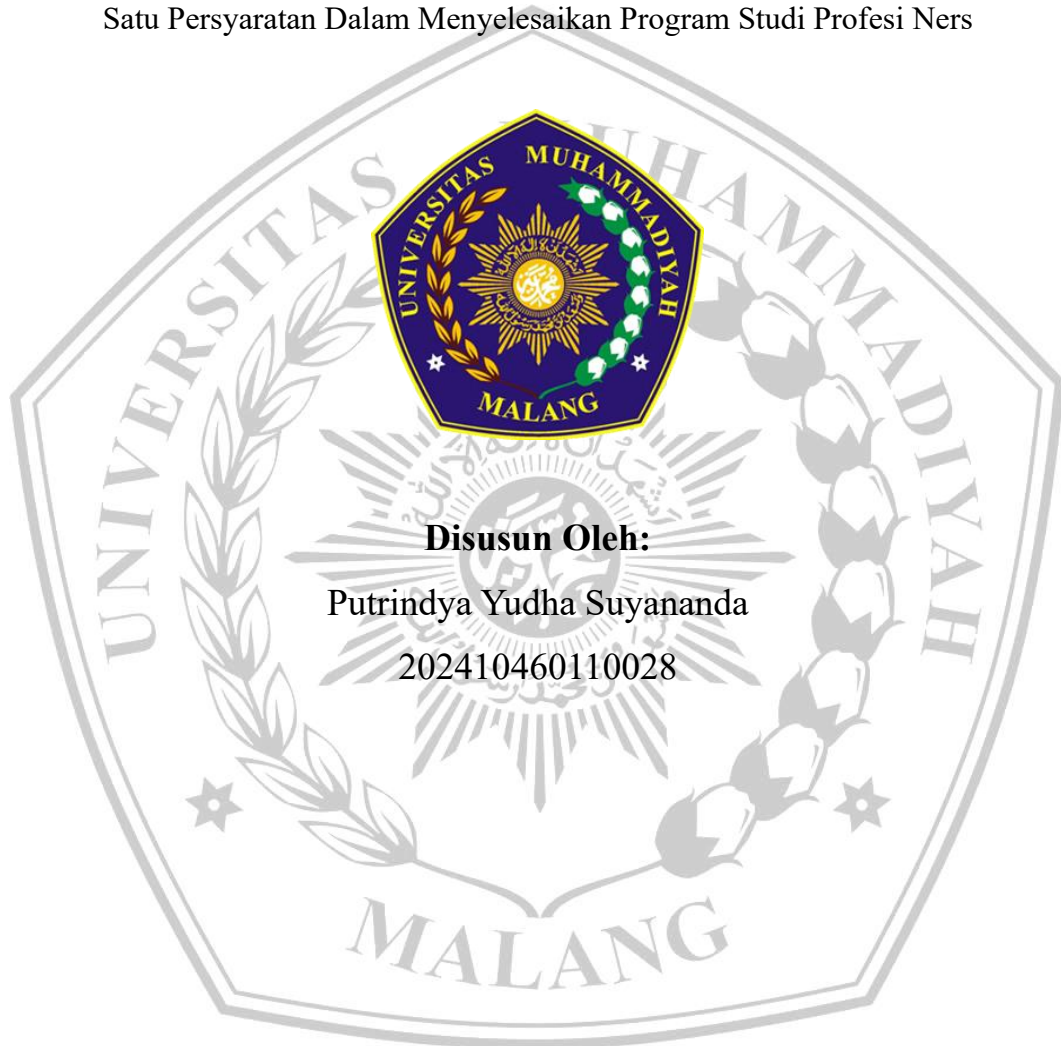 Satu Persyaratan Dalam Menyelesaikan Program Studi Profesi Ners
UNIVERSITAS MUHAMMADIYAH
MALANG
Disusun Oleh:
Putrindya Yudha Suyananda
202410460110028
UNIVERSITAS MUHAMMADIYAH
MALANG